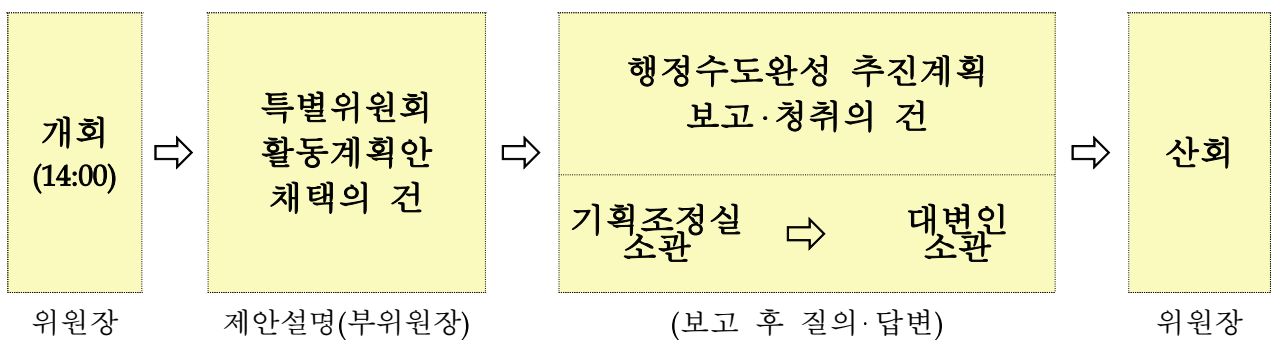 개회
(14:00)
⇨
특별위원회
활동계획안
채택의 건
⇨
행정수도완성 추진계획
보고·청취의 건
기획조정실
소관
⇨
대변인
소관
⇨
산회
위원장
제안설명(부위원장)
(보고 후 질의·답변)
위원장